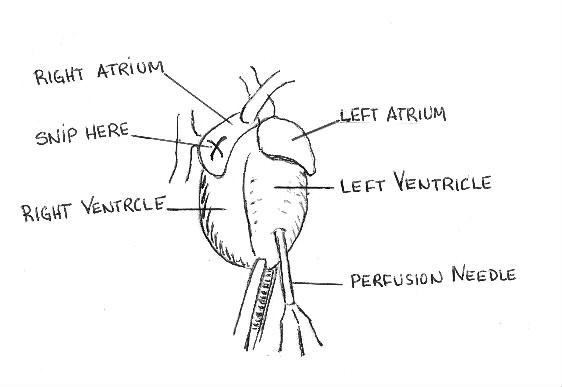 RIGHT ATRIUM
SNIP HERE
LEFT ATRIUM
LEFT VENTRICLE
RIGHT VENTRCLE
PERFUSION NEEDLE